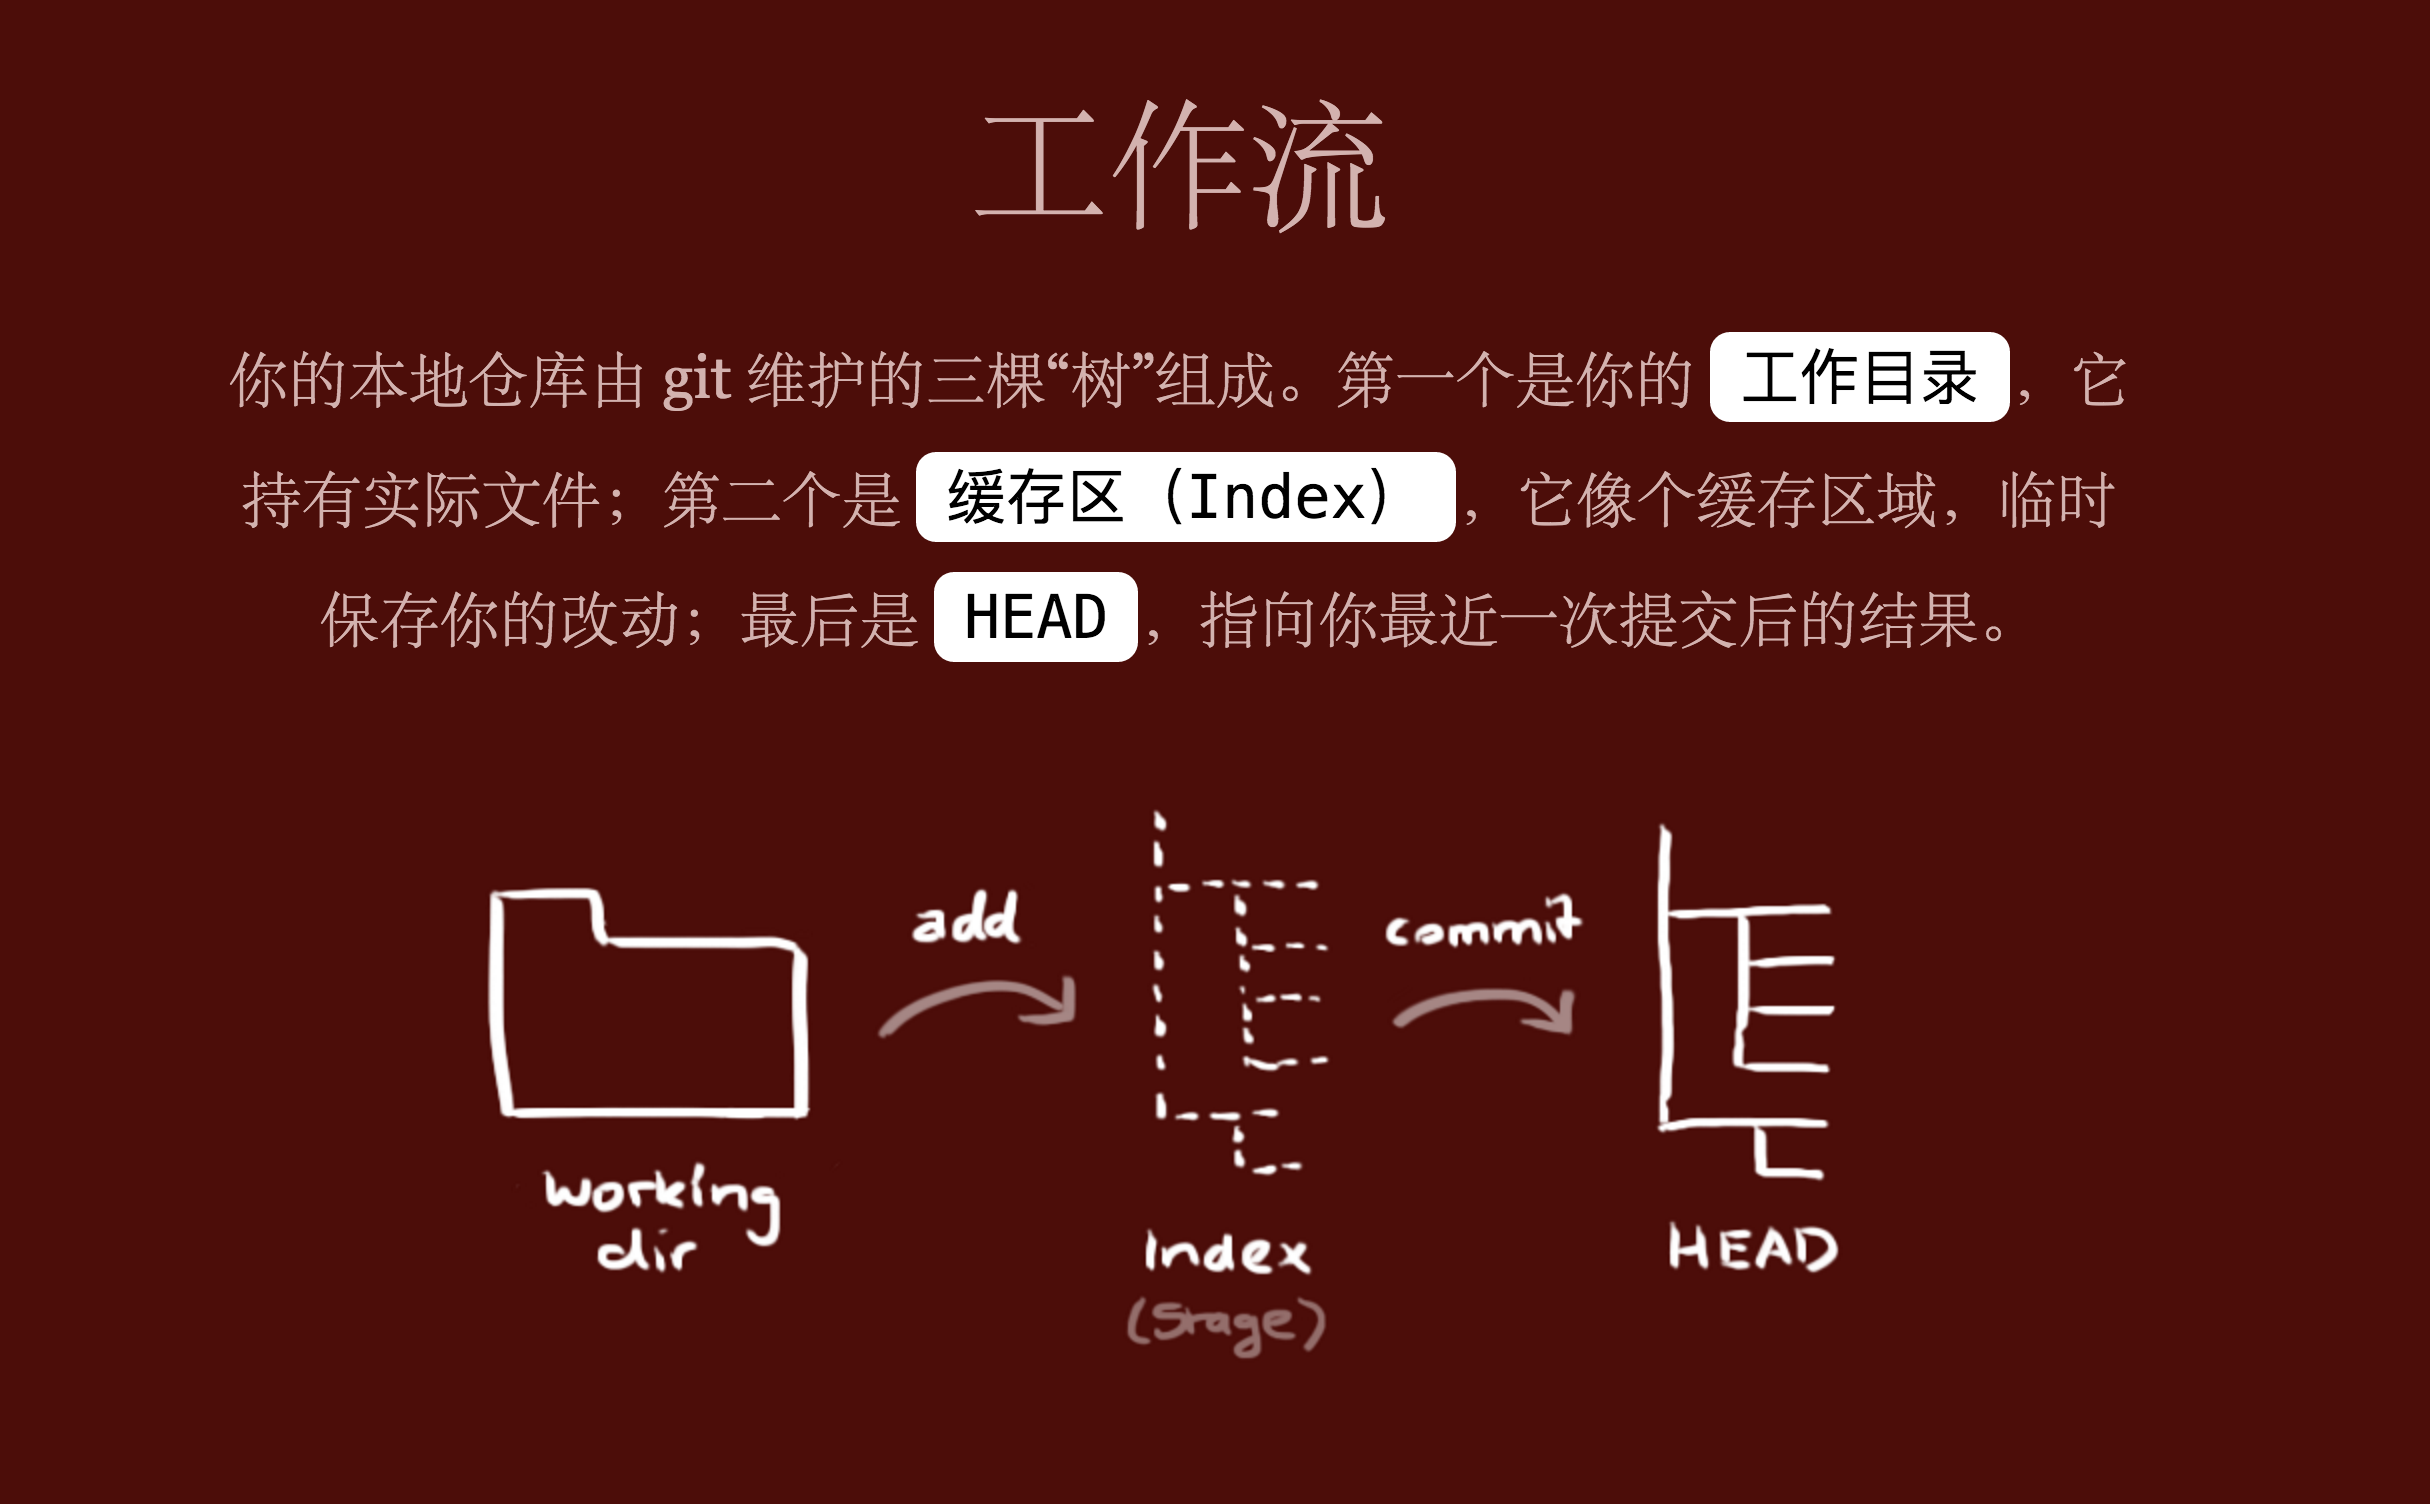 工作流
你的本地仓库由 git 维护的三棵“树”组成。第一个是你的 工作目录，它
持有实际文件；第二个是 缓存区（Index），它像个缓存区域，临时
保存你的改动；最后是 HEAD，指向你最近一次提交后的结果。
add
commit
working
dir
Index
(Stage)
HEAD